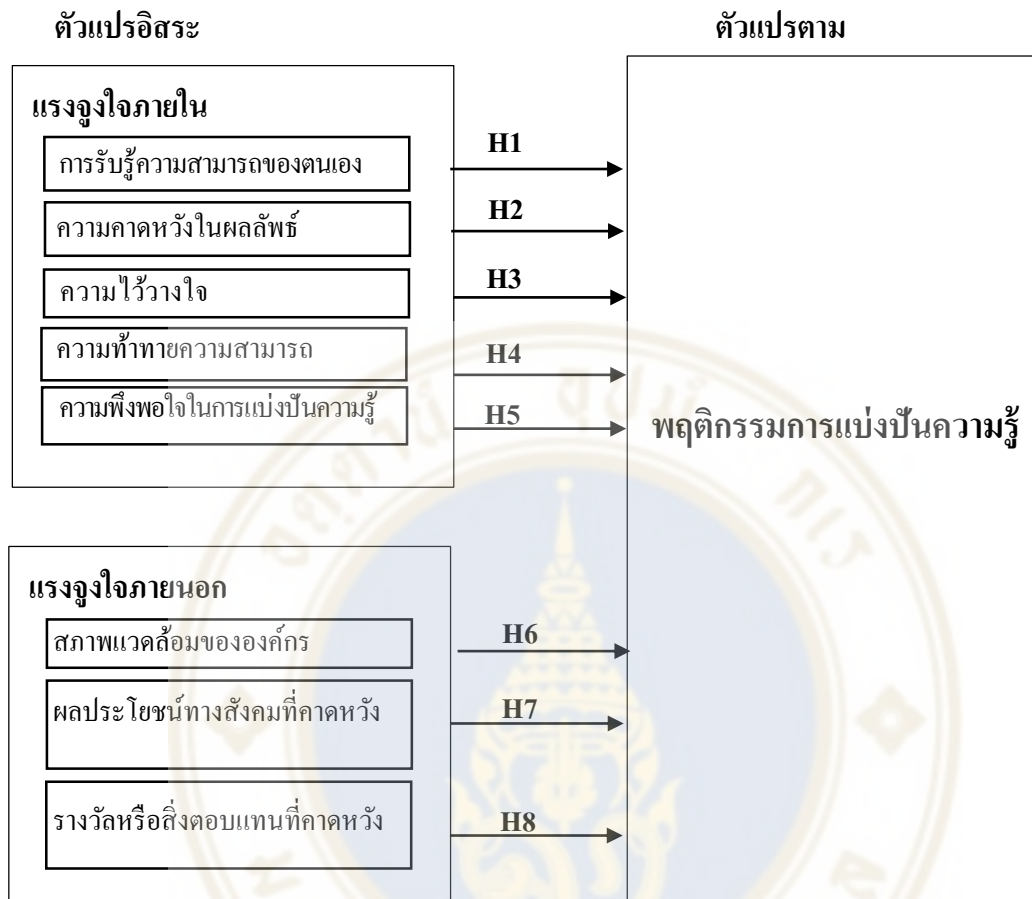 ตัวแปรอิสระ
ตัวแปรตาม
แรงจูงใจภายใน
การรับรู้ความสามารถของตนเอง
H1
ความคาดหวังในผลลัพธ์
H2
ความไว้วางใจ
H3
ความท้าทายความสามารถ
H4
ความพึงพอใจในการแบ่งปันความรู้
H5
พฤติกรรมการแบ่งปันความรู้
แรงจูงใจภายนอก
สภาพแวดล้อมขององค์กร
H6
ผลประโยชน์ทางสังคมที่คาดหวัง
H7
รางวัลหรือสิ่งตอบแทนที่คาดหวัง
H8